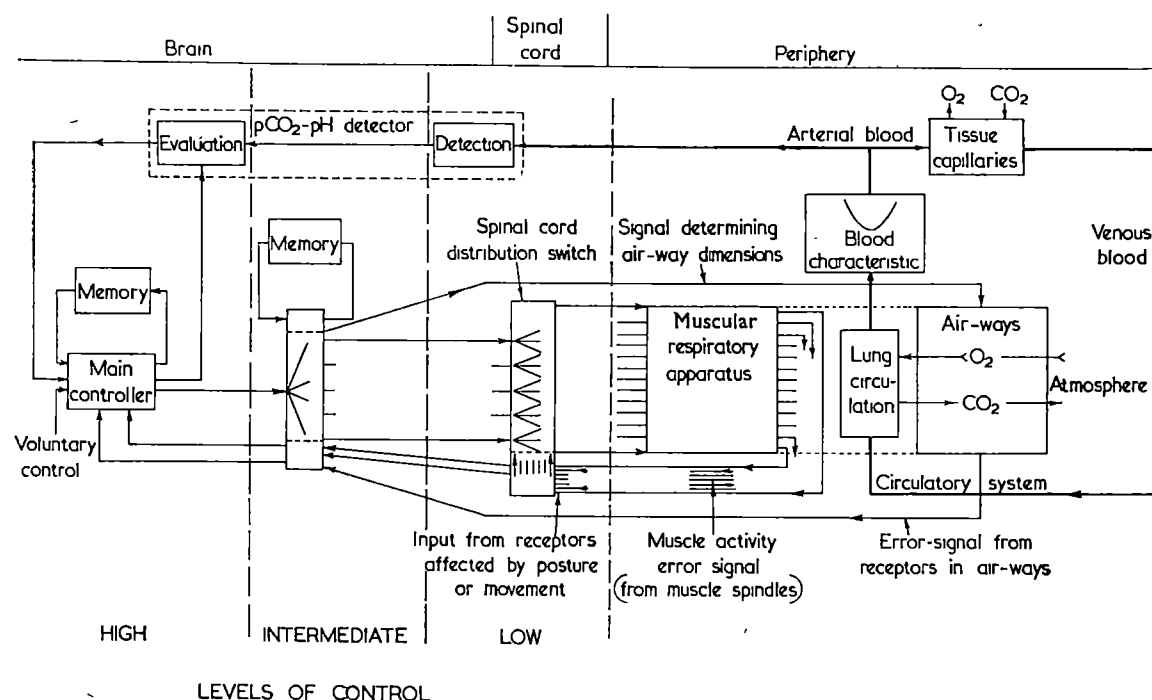 Brain
Spinal
cord
Periphery
pCO₂-pH detector
Evaluation
Detection
Arterial blood
O₂
CO₂
Tissue
capillaries
Blood
characteristic
Venous
blood
Memory
Memory
Spinal cord
distribution switch
Signal determining
air-way dimensions
Main
controller
Voluntary
control
Muscular
respiratory
apparatus
Lung
circu-
lation
Air-ways
O₂
CO₂
Atmosphere
Circulatory system
Input from receptors
affected by posture
or movement
Muscle activity
error signal
(from muscle spindles)
Error-signal from
receptors in air-ways
HIGH
INTERMEDIATE
LOW
LEVELS OF CONTROL